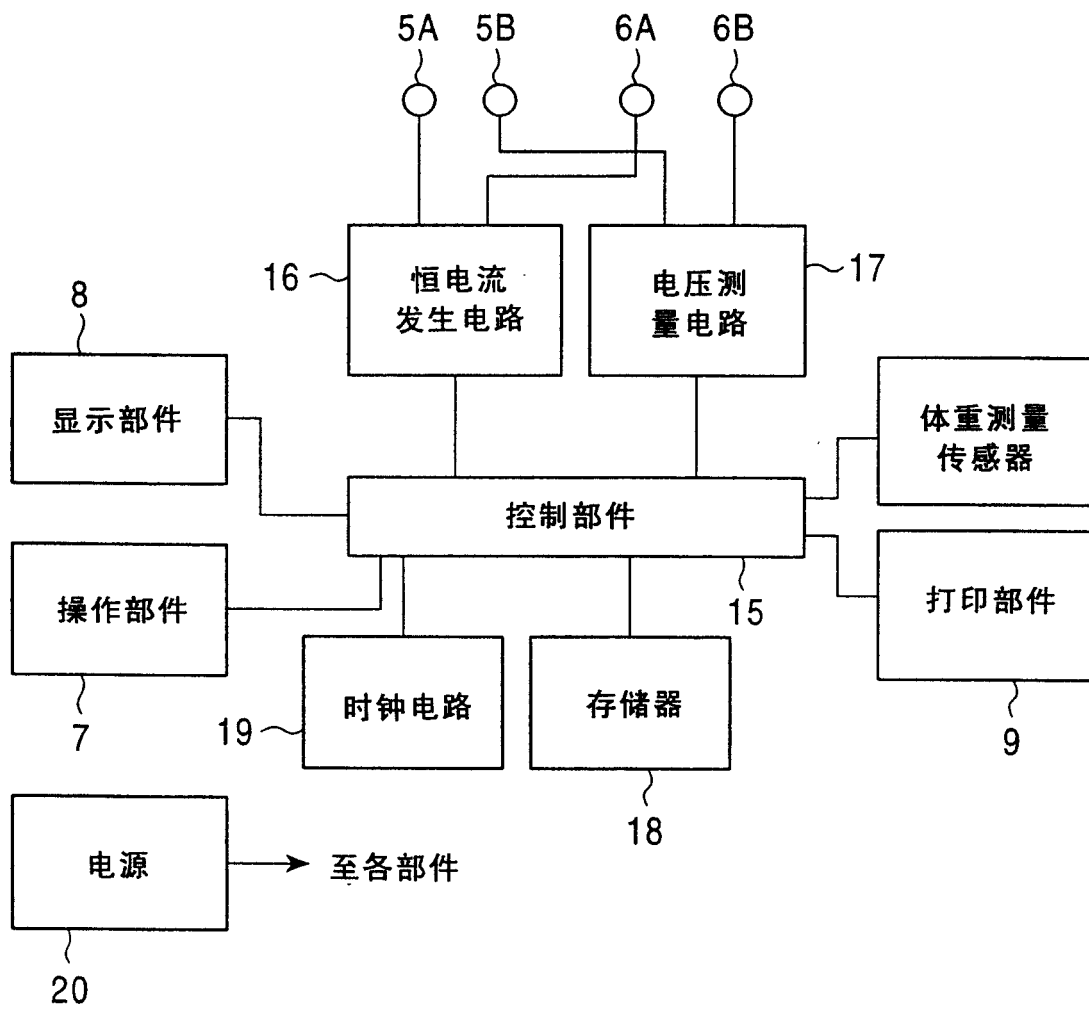 5A
5B
6A
6B
16
恒电流
发生电路
电压测
量电路
17
8
显示部件
体重测量
传感器
控制部件
15
操作部件
7
打印部件
9
19
时钟电路
存储器
18
电源
至各部件
20